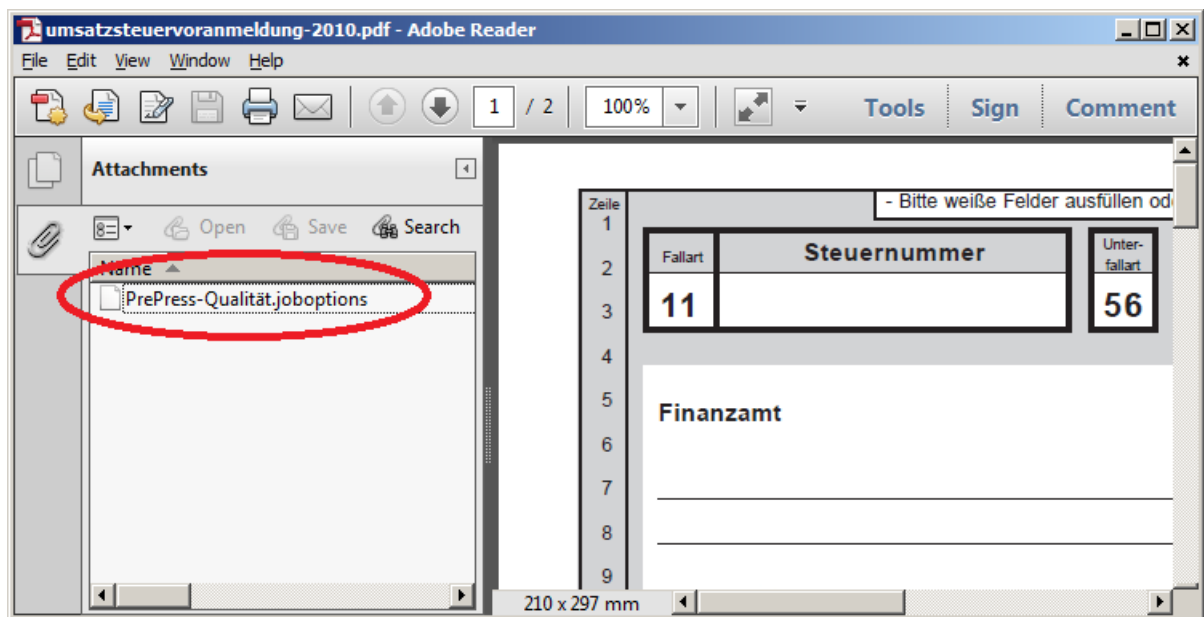 umsatzsteuervoranmeldung-2010.pdf - Adobe Reader
File Edit View Window Help
1 / 2 100% Tools Sign Comment
Attachments
Open Save Search
Name
PrePress-Qualität.joboptions
Zeile
- Bitte weiße Felder ausfüllen od
1
2
3
4
5
6
7
8
9
Fallart
Steuernummer
Unter-
fallart
11
56
Finanzamt
210 x 297 mm